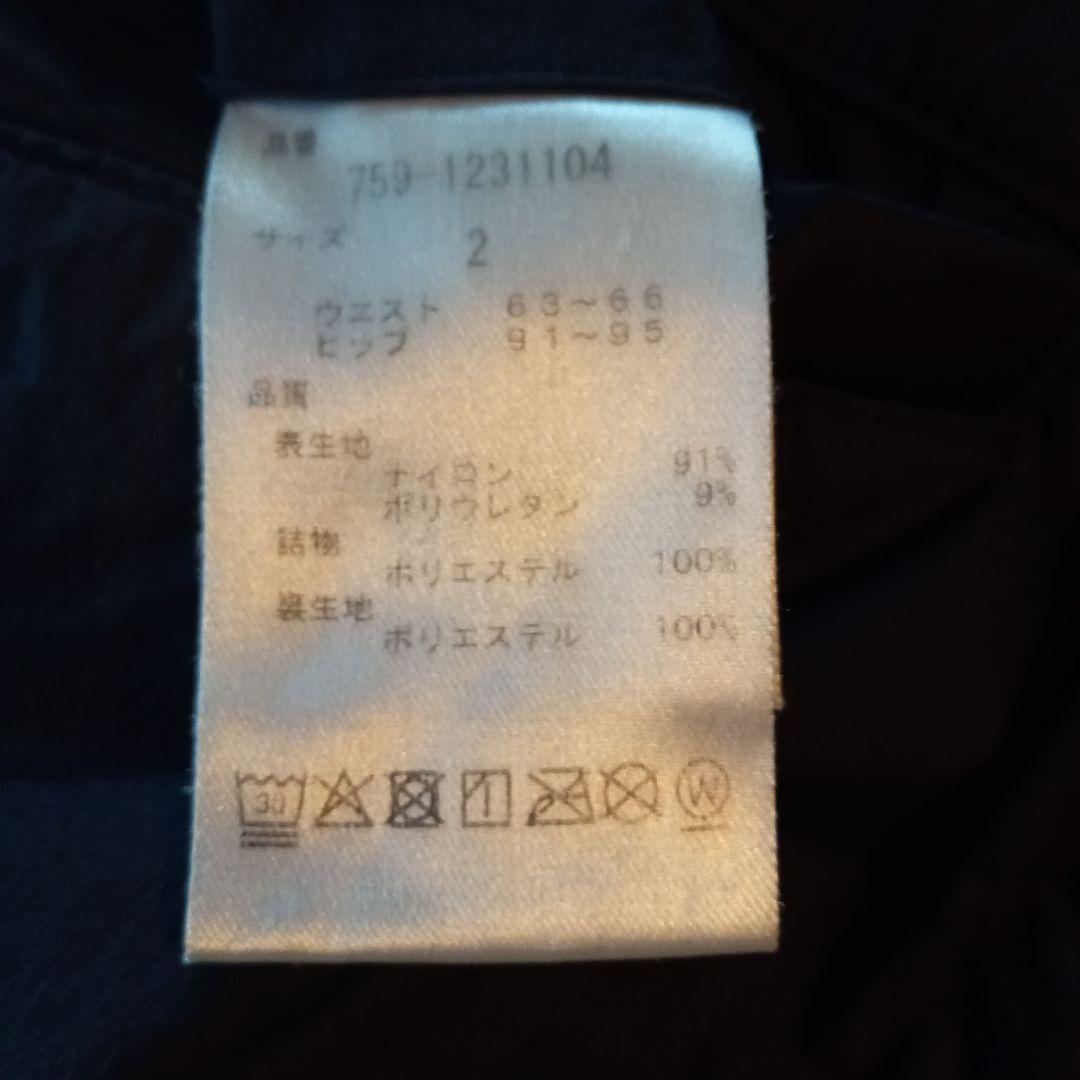 品番
759-1231104
サイズ 2
ウエスト 63~66
ヒップ 91~95
品質
表生地
ナイロン 91%
ポリウレタン 9%
詰物
ポリエステル 100%
裏生地
ポリエステル 100%
30
W